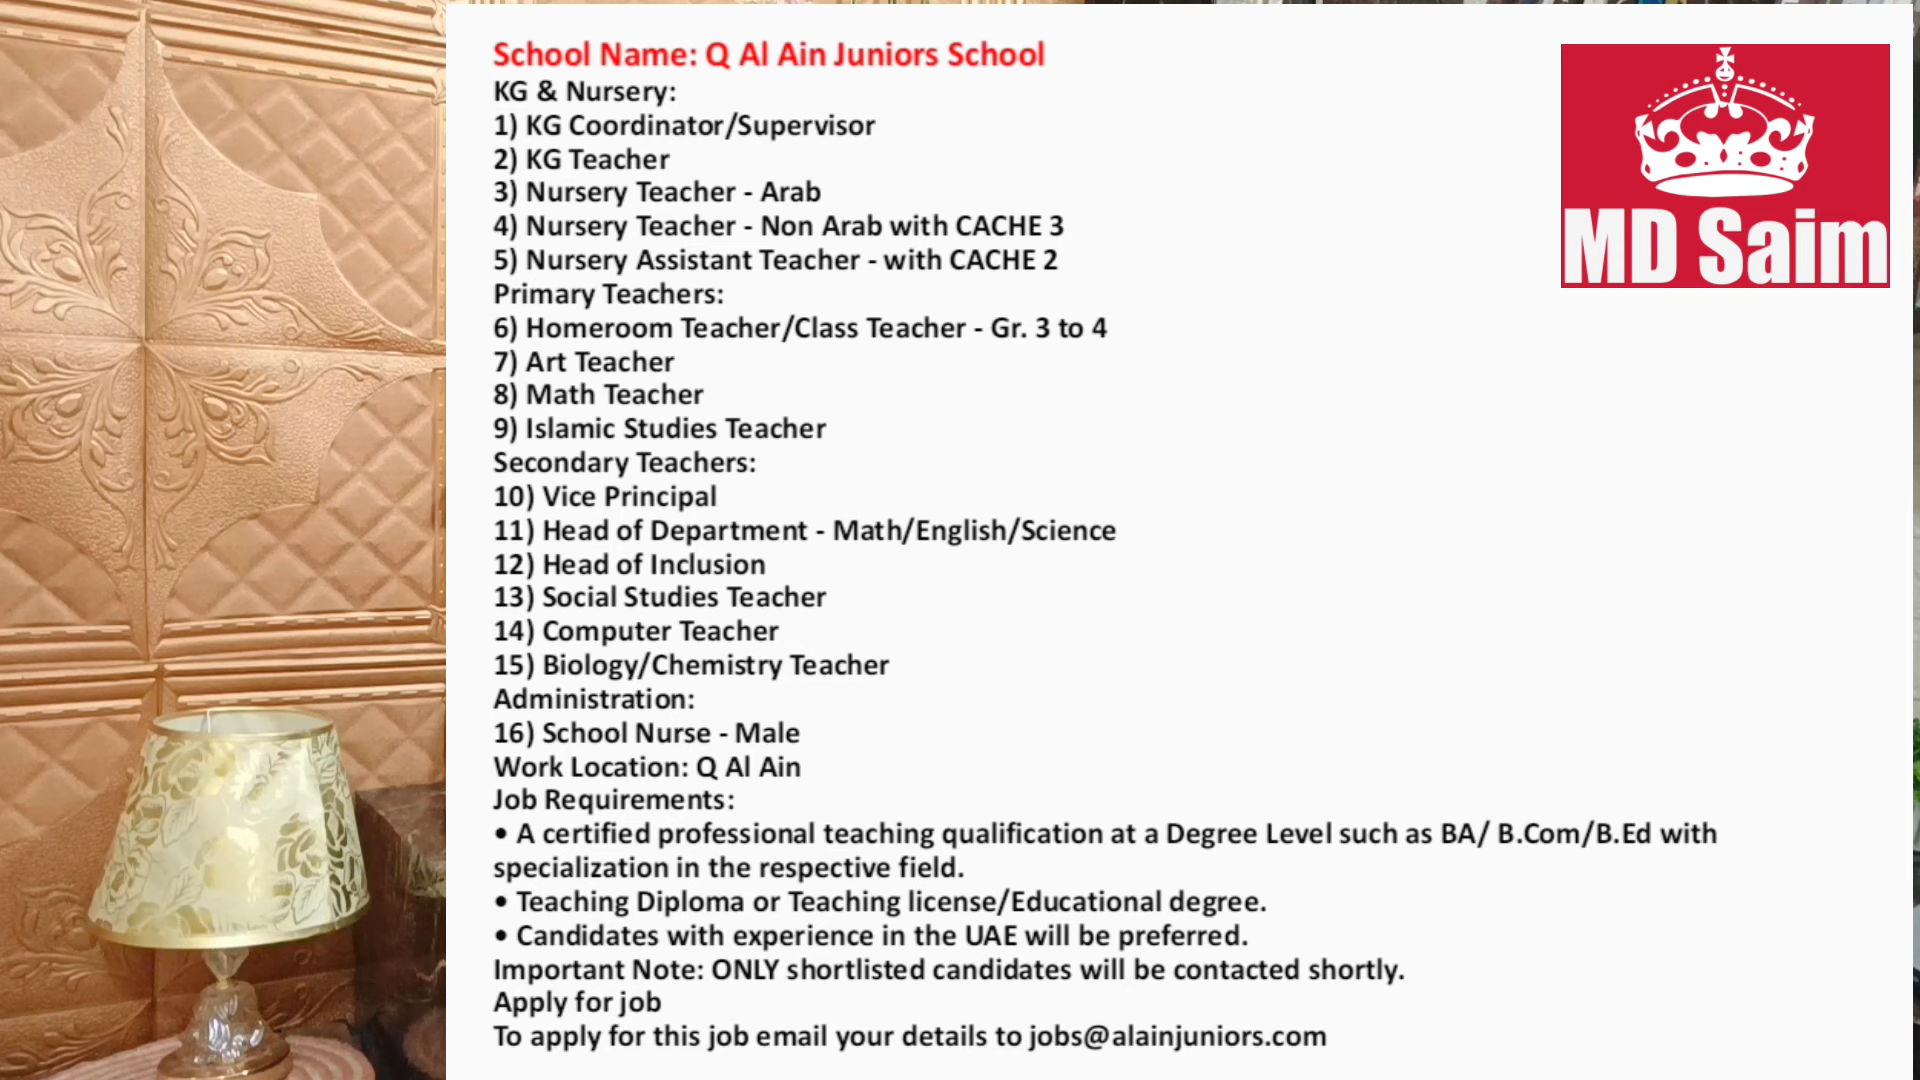 School Name: Q Al Ain Juniors School
KG & Nursery:
1) KG Coordinator/Supervisor
2) KG Teacher
3) Nursery Teacher - Arab
4) Nursery Teacher - Non Arab with CACHE 3
5) Nursery Assistant Teacher - with CACHE 2
Primary Teachers:
6) Homeroom Teacher/Class Teacher - Gr. 3 to 4
7) Art Teacher
8) Math Teacher
9) Islamic Studies Teacher
Secondary Teachers:
10) Vice Principal
11) Head of Department - Math/English/Science
12) Head of Inclusion
13) Social Studies Teacher
14) Computer Teacher
15) Biology/Chemistry Teacher
Administration:
16) School Nurse - Male
Work Location: Q Al Ain
Job Requirements:
• A certified professional teaching qualification at a Degree Level such as BA/ B.Com/B.Ed with
specialization in the respective field.
• Teaching Diploma or Teaching license/Educational degree.
• Candidates with experience in the UAE will be preferred.
Important Note: ONLY shortlisted candidates will be contacted shortly.
Apply for job
To apply for this job email your details to jobs@alainjuniors.com
MD Saim